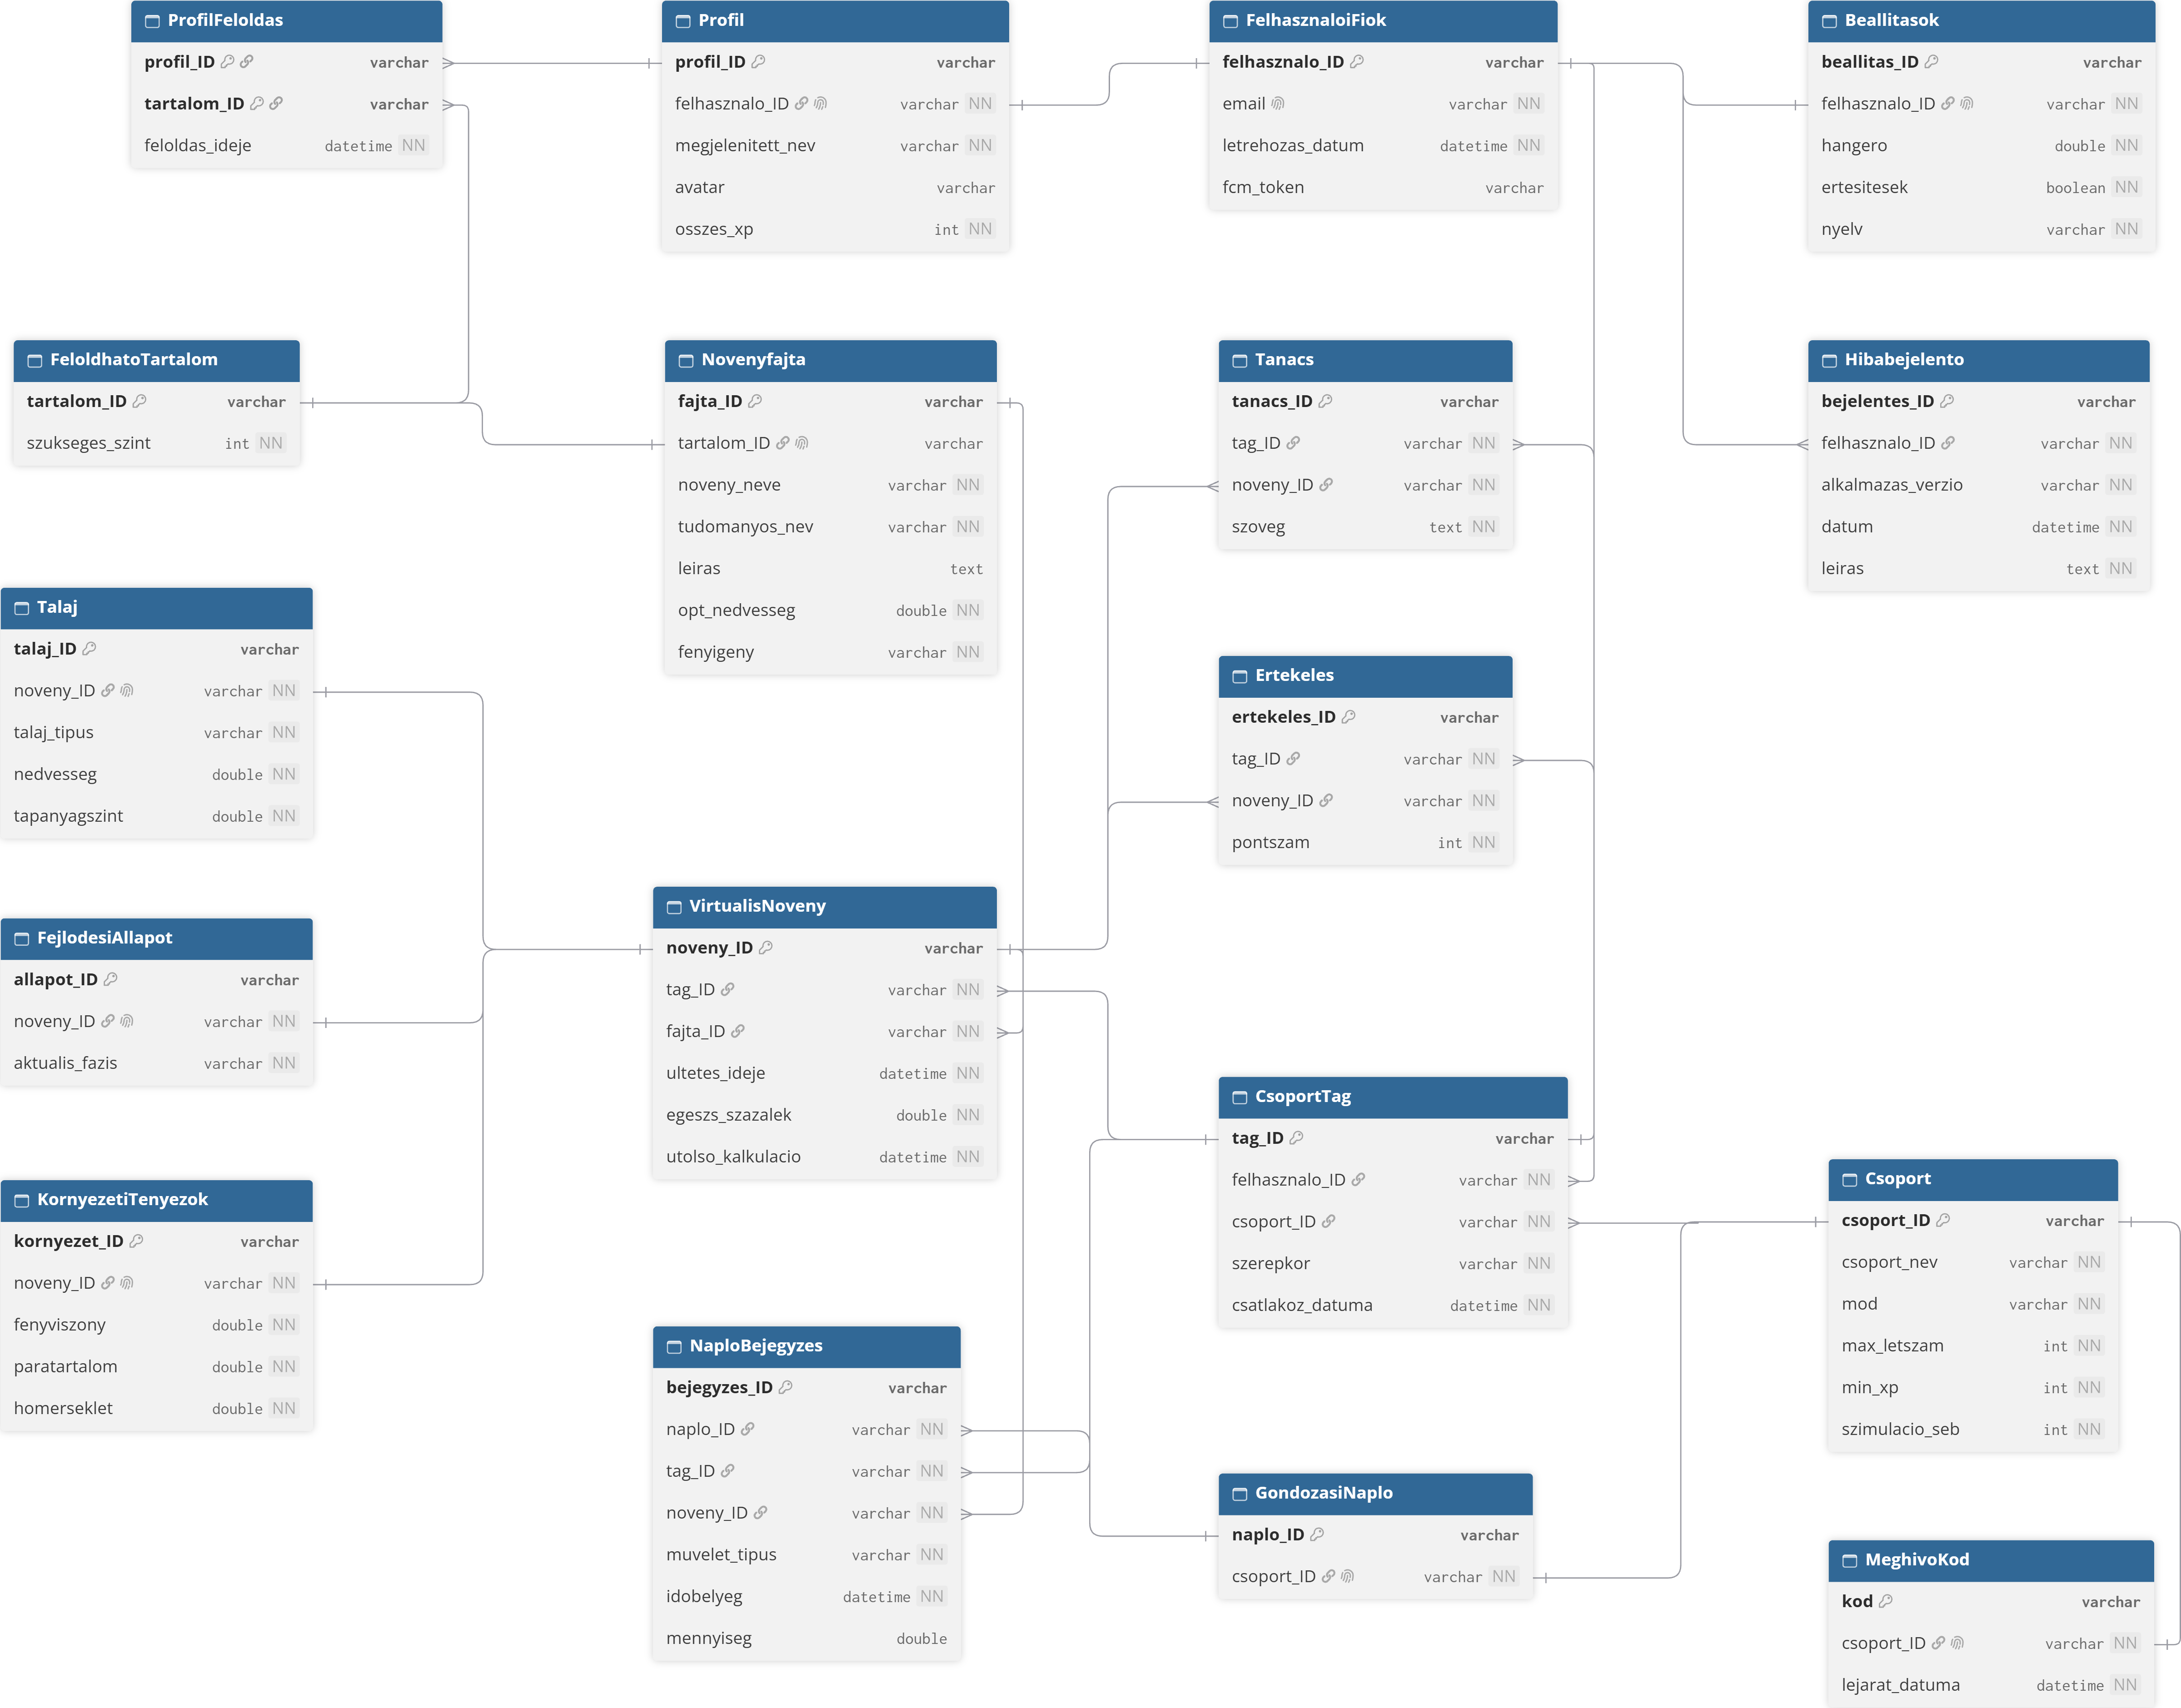 ProfilFeloldas
profil_ID varchar
tartalom_ID varchar
feloldas_ideje datetime NN
Profil
profil_ID varchar
felhasznalo_ID varchar NN
megjelenitett_nev varchar NN
avatar varchar
osszes_xp int NN
FelhasznaloiFiok
felhasznalo_ID varchar
email varchar NN
letrehozas_datum datetime NN
fcm_token varchar
Beallitasok
beallitas_ID varchar
felhasznalo_ID varchar NN
hangero double NN
ertesitesek boolean NN
nyelv varchar NN
FeloldhatoTartalom
tartalom_ID varchar
szukseges_szint int NN
Novenyfajta
fajta_ID varchar
tartalom_ID varchar
noveny_neve varchar NN
tudomanyos_nev varchar NN
leiras text
opt_nedvesseg double NN
fenyigeny varchar NN
Tanacs
tanacs_ID varchar
tag_ID varchar NN
noveny_ID varchar NN
szoveg text NN
Hibabejelento
bejelentes_ID varchar
felhasznalo_ID varchar NN
alkalmazas_verzio varchar NN
datum datetime NN
leiras text NN
Talaj
talaj_ID varchar
noveny_ID varchar NN
talaj_tipus varchar NN
nedvesseg double NN
tapanyagszint double NN
Ertekeles
ertekeles_ID varchar
tag_ID varchar NN
noveny_ID varchar NN
pontszam int NN
FejlodesiAllapot
allapot_ID varchar
noveny_ID varchar NN
aktualis_fazis varchar NN
VirtualisNoveny
noveny_ID varchar
tag_ID varchar NN
fajta_ID varchar NN
ultetes_ideje datetime NN
egeszs_szazalek double NN
utolso_kalkulacio datetime NN
CsoportTag
tag_ID varchar
felhasznalo_ID varchar NN
csoport_ID varchar NN
szerepkor varchar NN
csatlakoz_datuma datetime NN
Csoport
csoport_ID varchar
csoport_nev varchar NN
mod varchar NN
max_letszam int NN
min_xp int NN
szimulacio_seb int NN
KornyezetiTenyezok
kornyezet_ID varchar
noveny_ID varchar NN
fenyviszony double NN
paratartalom double NN
homerseklet double NN
NaploBejegyzes
bejegyzes_ID varchar
naplo_ID varchar NN
tag_ID varchar NN
noveny_ID varchar NN
muvelet_tipus varchar NN
idobelyeg datetime NN
mennyiseg double
GondozasiNaplo
naplo_ID varchar
csoport_ID varchar NN
MeghivoKod
kod varchar
csoport_ID varchar NN
lejarat_datuma datetime NN